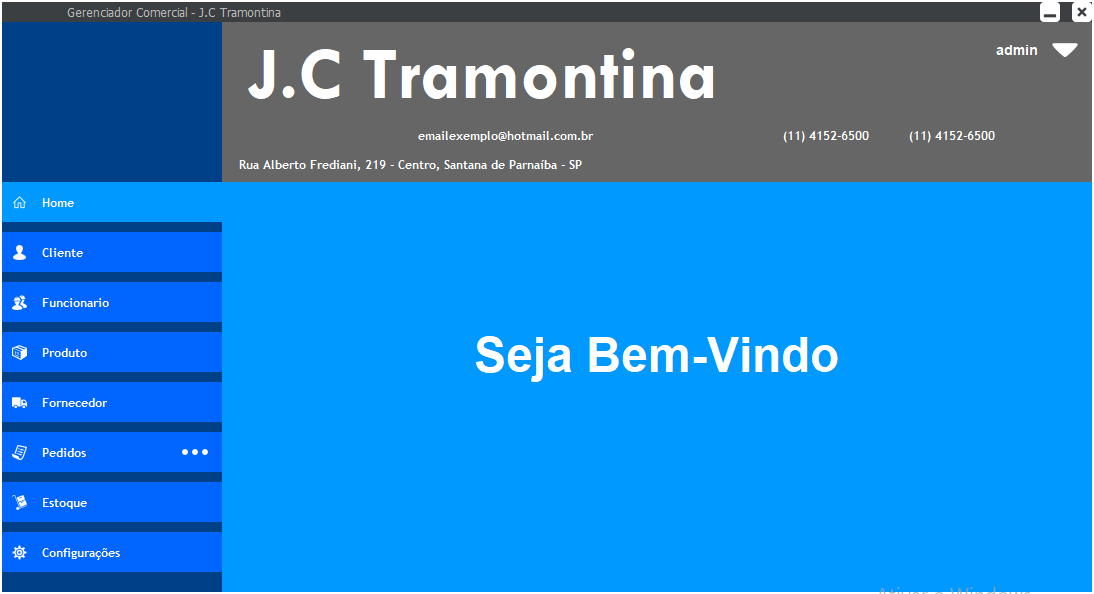 Gerenciador Comercial - J.C Tramontina
J.C Tramontina
admin
emailexemplo@hotmail.com.br (11) 4152-6500 (11) 4152-6500
Rua Alberto Frediani, 219 - Centro, Santana de Parnaíba - SP
Home
Cliente
Funcionario
Produto
Fornecedor
Pedidos
Estoque
Configurações
Seja Bem-Vindo